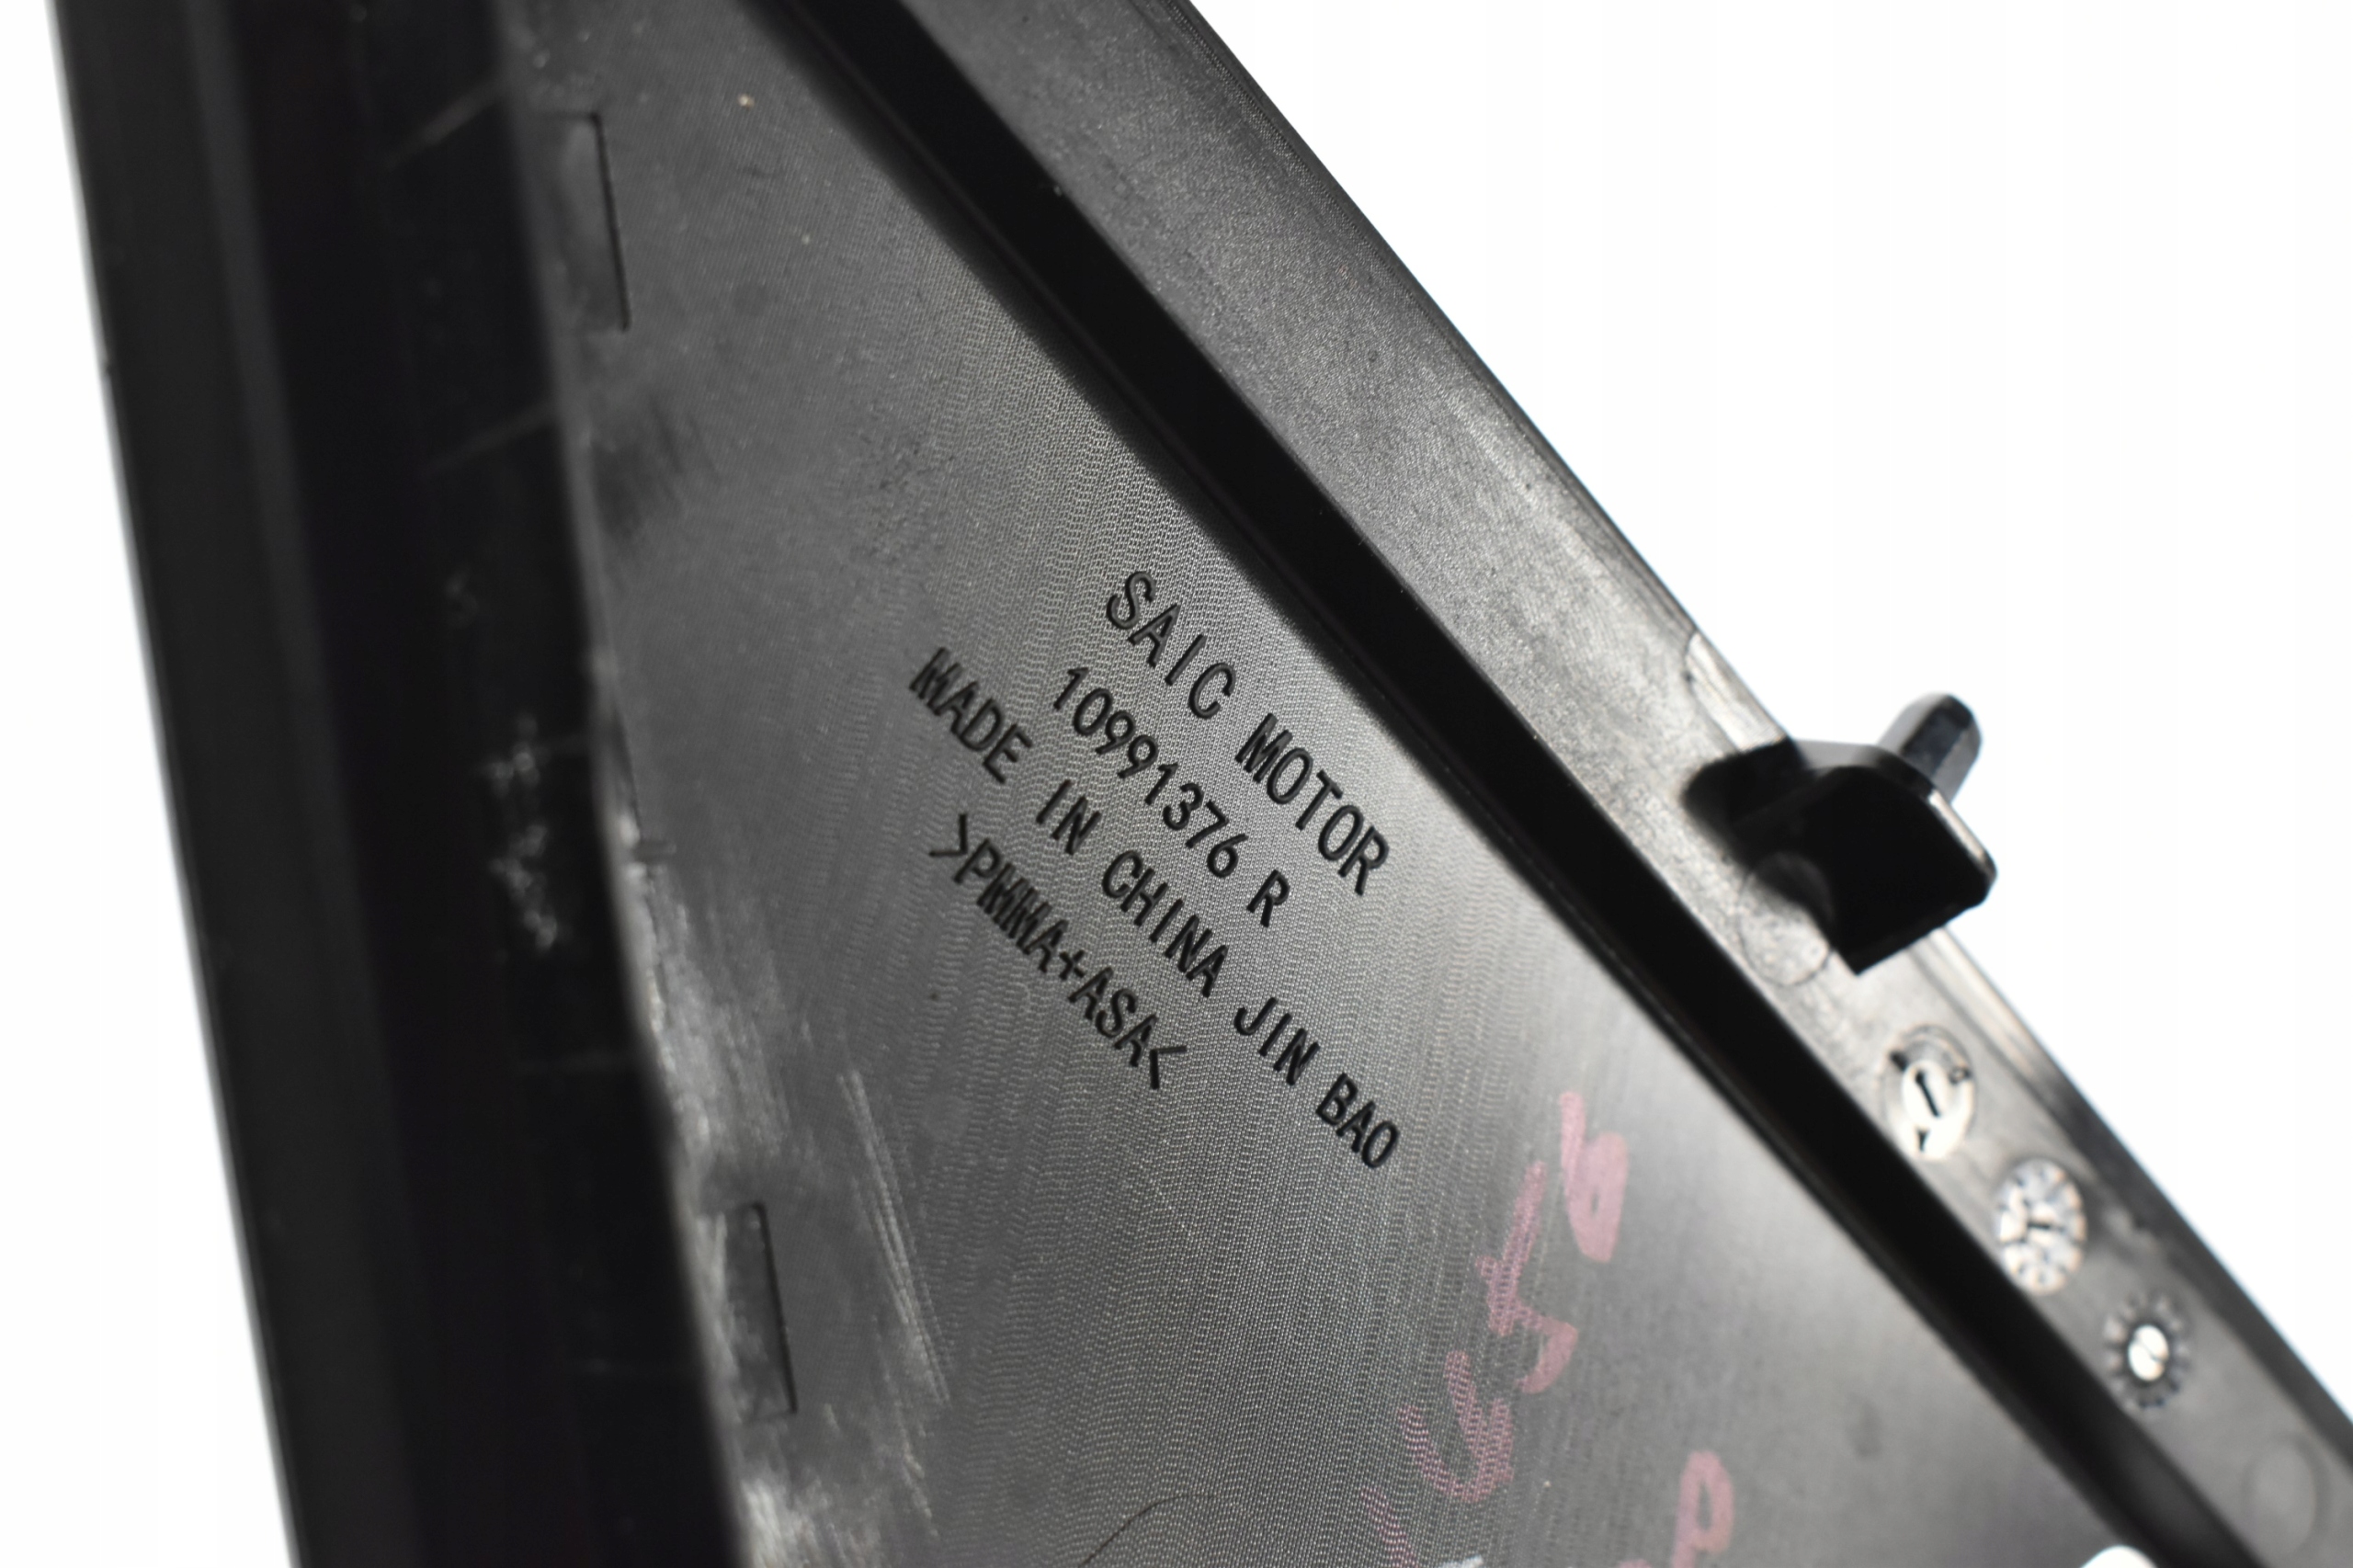 SAIC MOTOR
10991376 R
MADE IN CHINA JIN BAO
>PMMA+ASA<